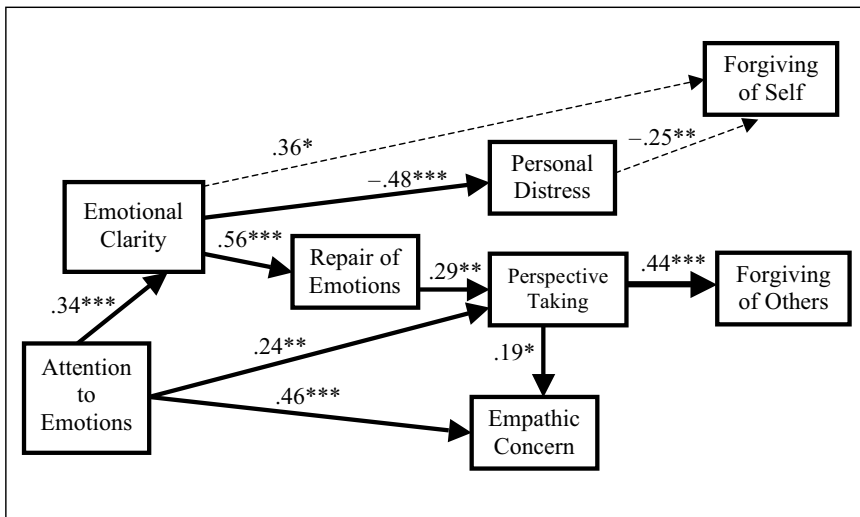 Forgiving
of Self
.36*
–.25**
Personal
Distress
–.48***
Emotional
Clarity
.56***
Repair of
Emotions
.29**
Perspective
Taking
.44***
Forgiving
of Others
.34***
.24**
.19*
Attention
to
Emotions
.46***
Empathic
Concern